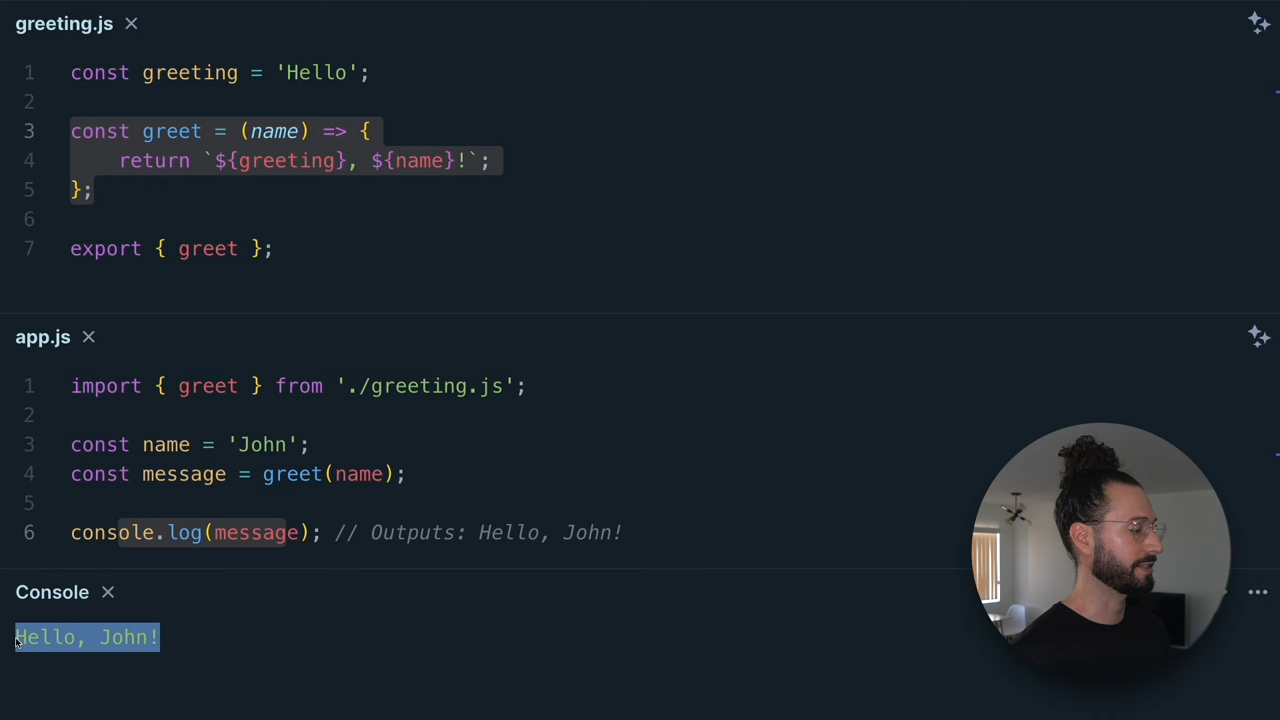 greeting.js
1 const greeting = 'Hello';
2
3 const greet = (name) => {
4     return `${greeting}, ${name}!`;
5 };
6
7 export { greet };
app.js
1 import { greet } from './greeting.js';
2
3 const name = 'John';
4 const message = greet(name);
5
6 console.log(message); // Outputs: Hello, John!
Console
Hello, John!